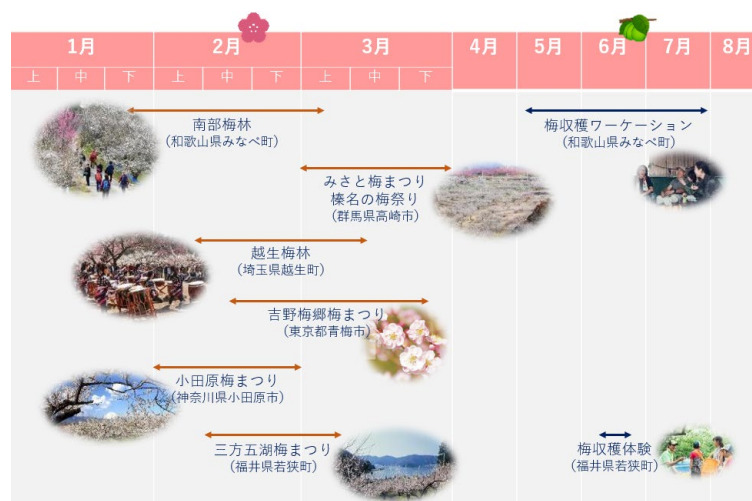 1月 2月 3月 4月 5月 6月 7月 8月
上 中 下 上 中 下 上 中 下
南部梅林
(和歌山県みなべ町)
梅収穫ワーケーション
(和歌山県みなべ町)
みさと梅まつり
榛名の梅祭り
(群馬県高崎市)
越生梅林
(埼玉県越生町)
吉野梅郷梅まつり
(東京都青梅市)
小田原梅まつり
(神奈川県小田原市)
三方五湖梅まつり
(福井県若狭町)
梅収穫体験
(福井県若狭町)